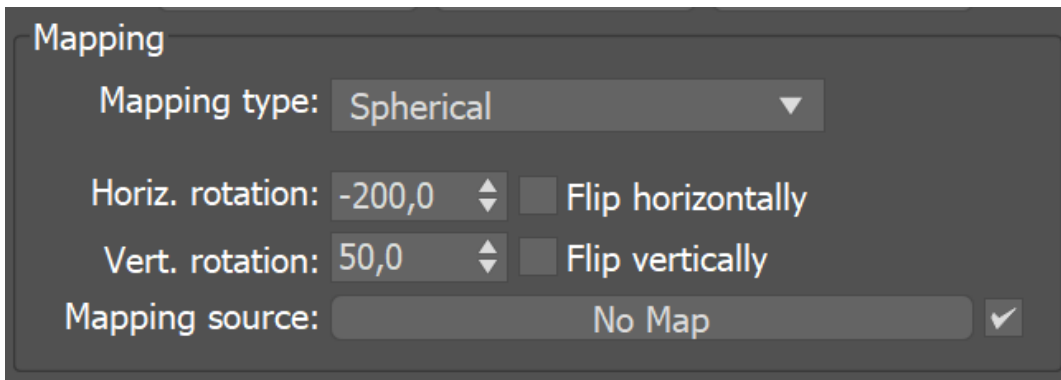 Mapping
Mapping type: Spherical
Horiz. rotation: -200,0 Flip horizontally
Vert. rotation: 50,0 Flip vertically
Mapping source: No Map